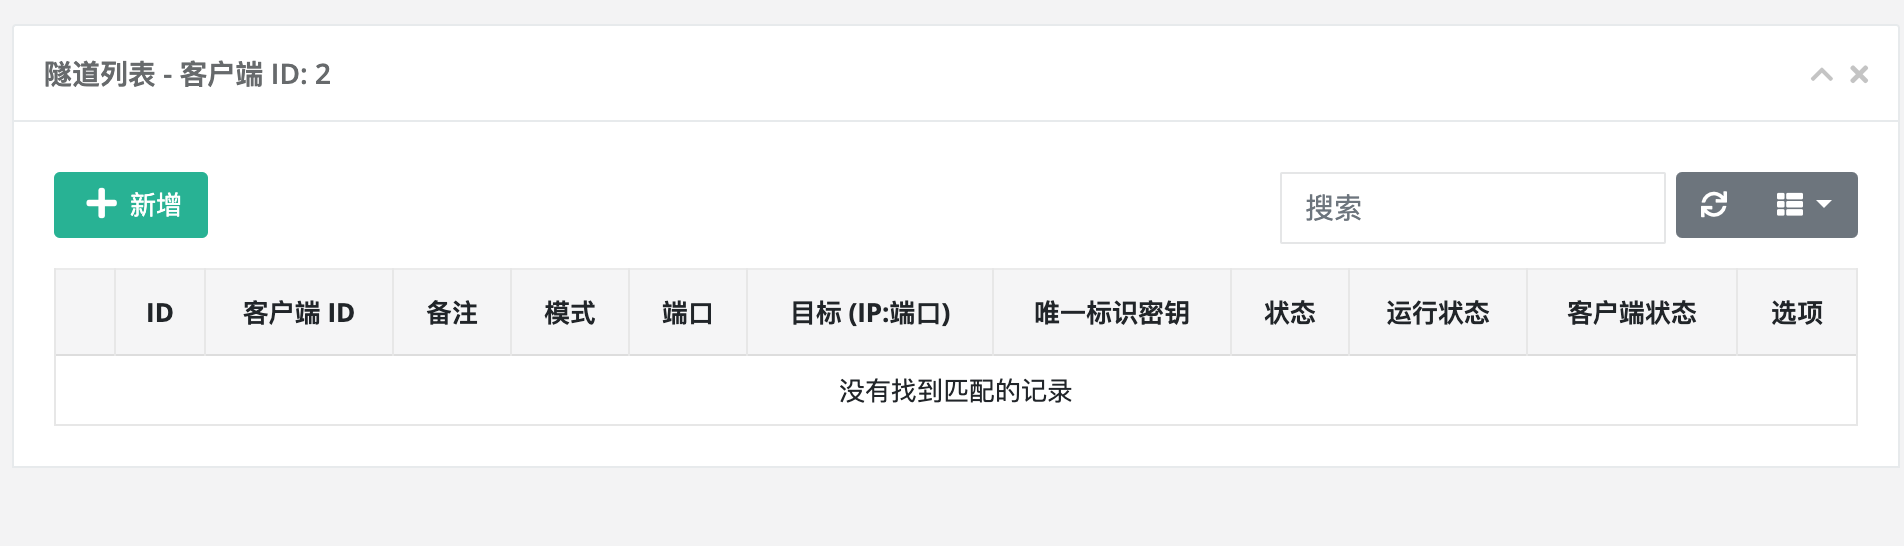 隧道列表 - 客户端 ID: 2
新增
搜索
ID 客户端 ID 备注 模式 端口 目标 (IP:端口) 唯一标识密钥 状态 运行状态 客户端状态 选项
没有找到匹配的记录